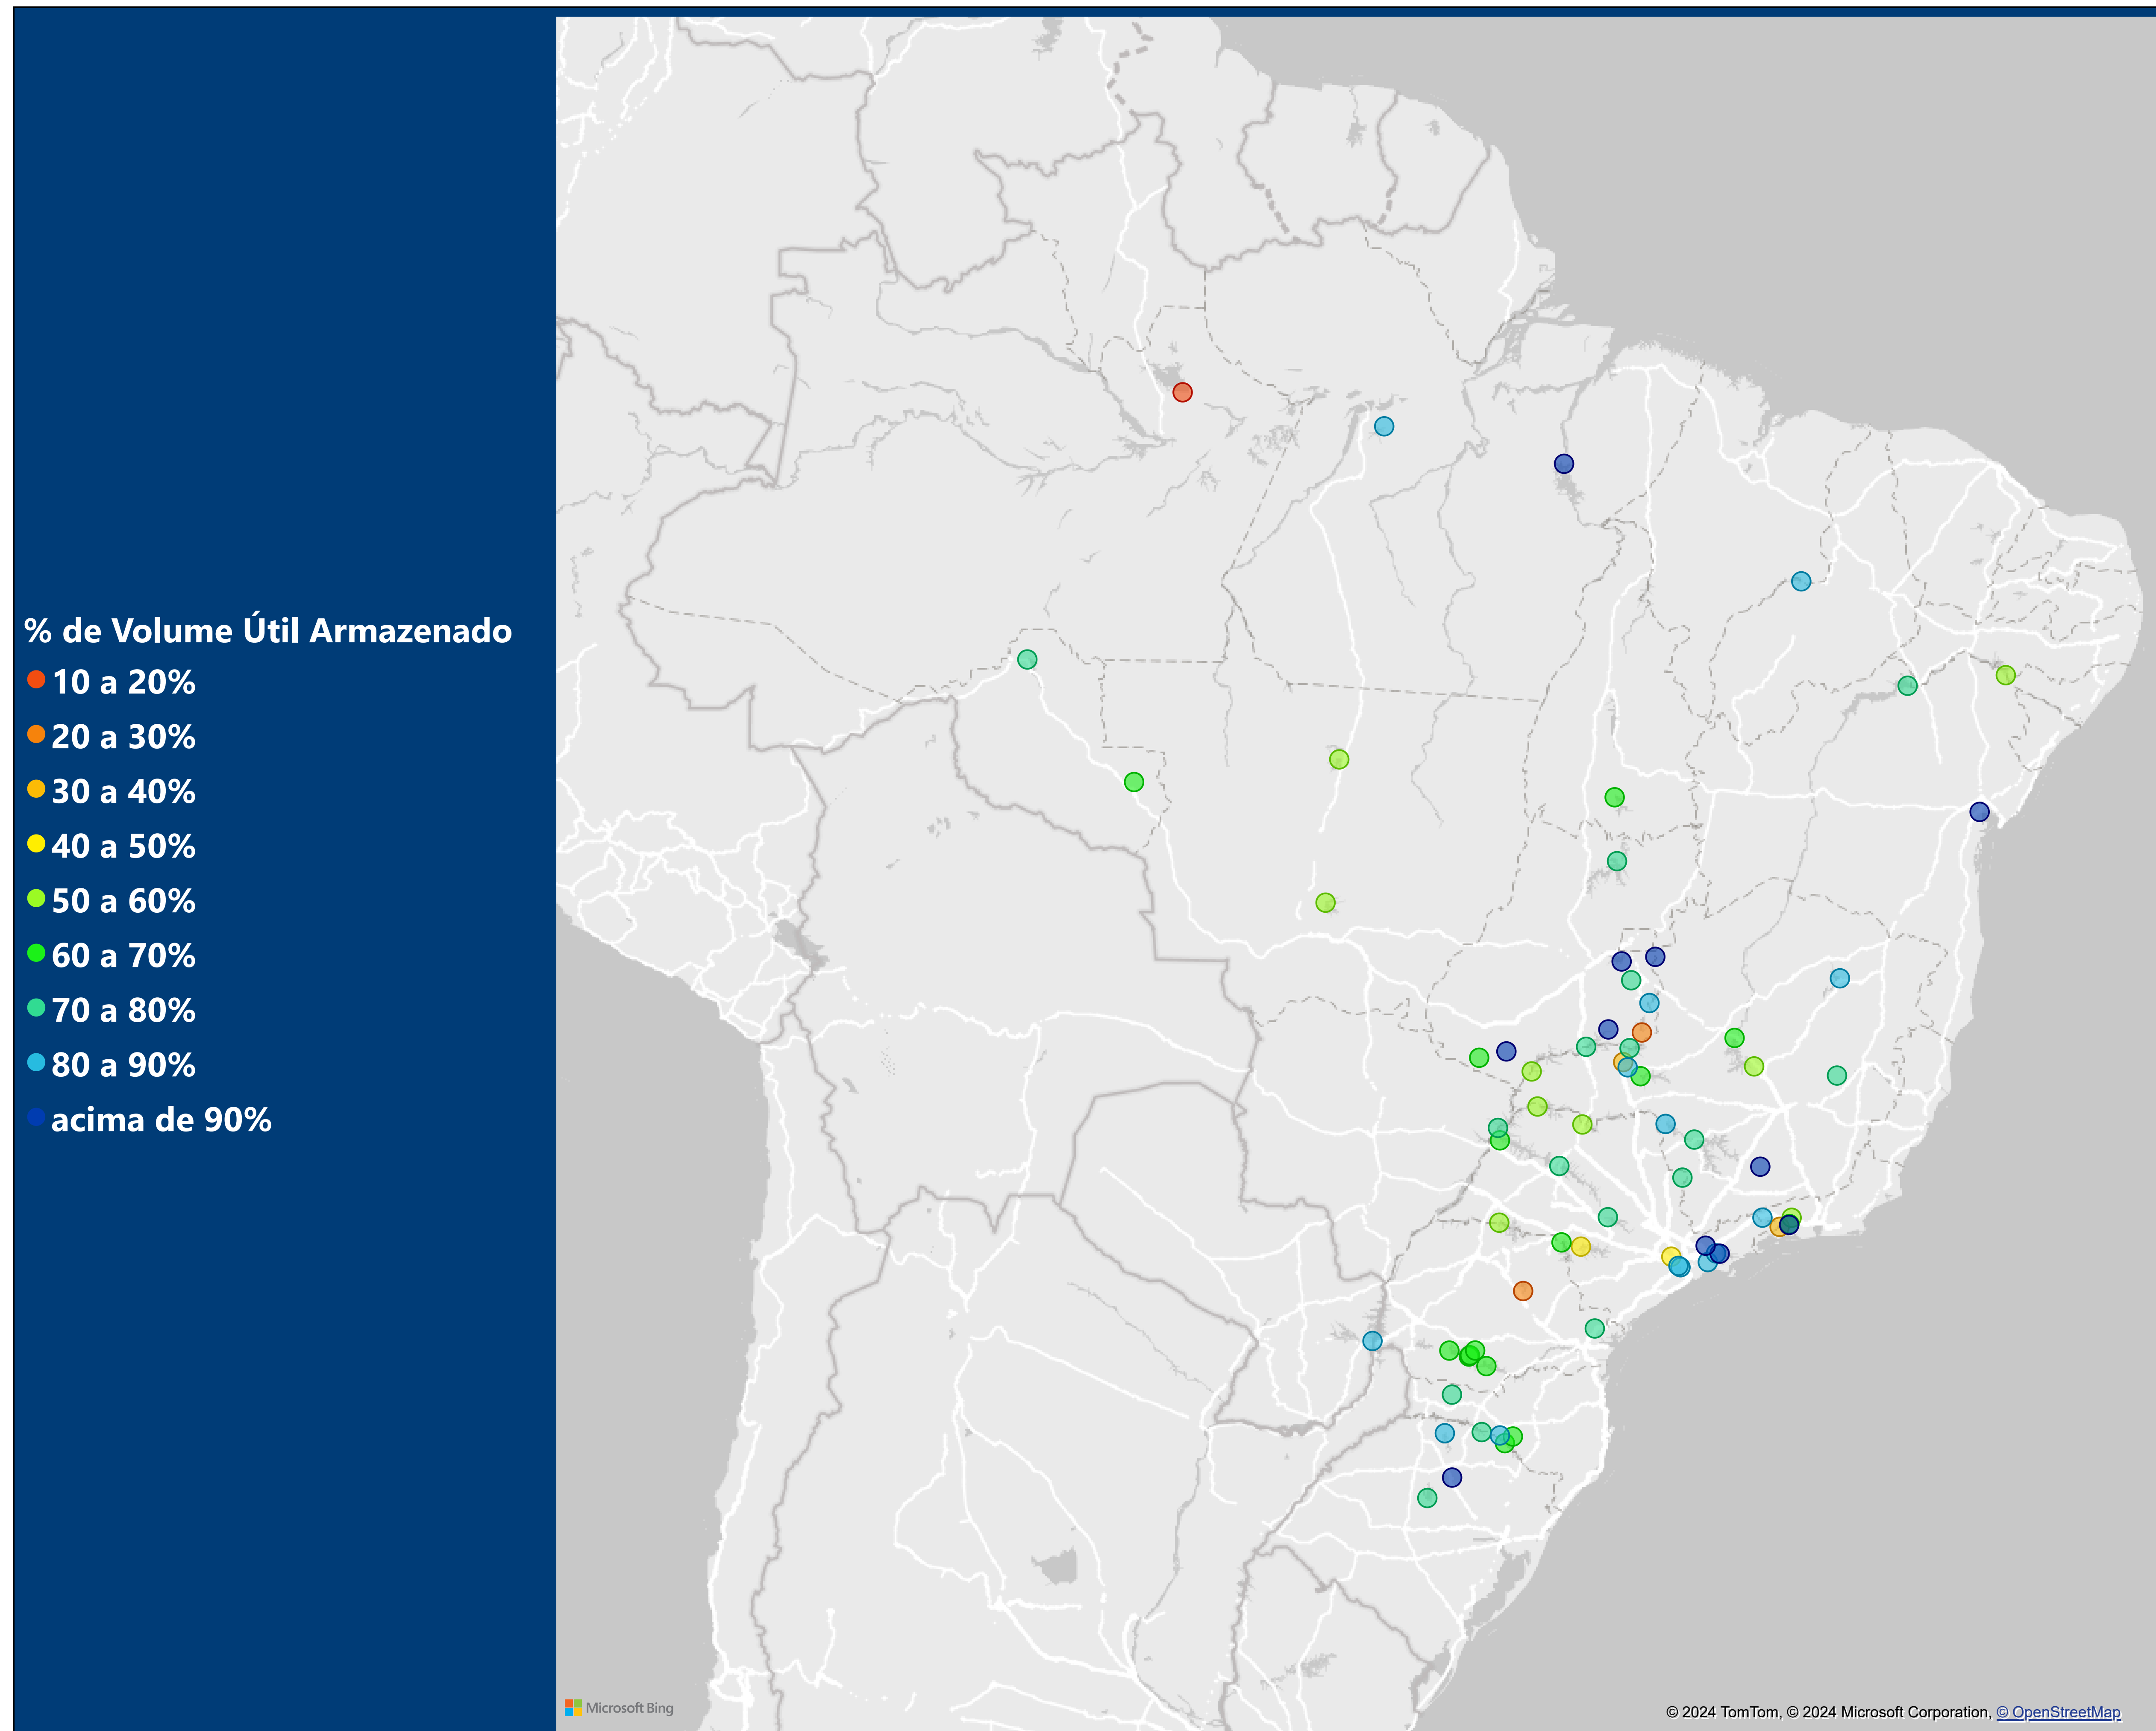 % de Volume Útil Armazenado
10 a 20%
20 a 30%
30 a 40%
40 a 50%
50 a 60%
60 a 70%
70 a 80%
80 a 90%
acima de 90%
Microsoft Bing
© 2024 TomTom, © 2024 Microsoft Corporation, © OpenStreetMap